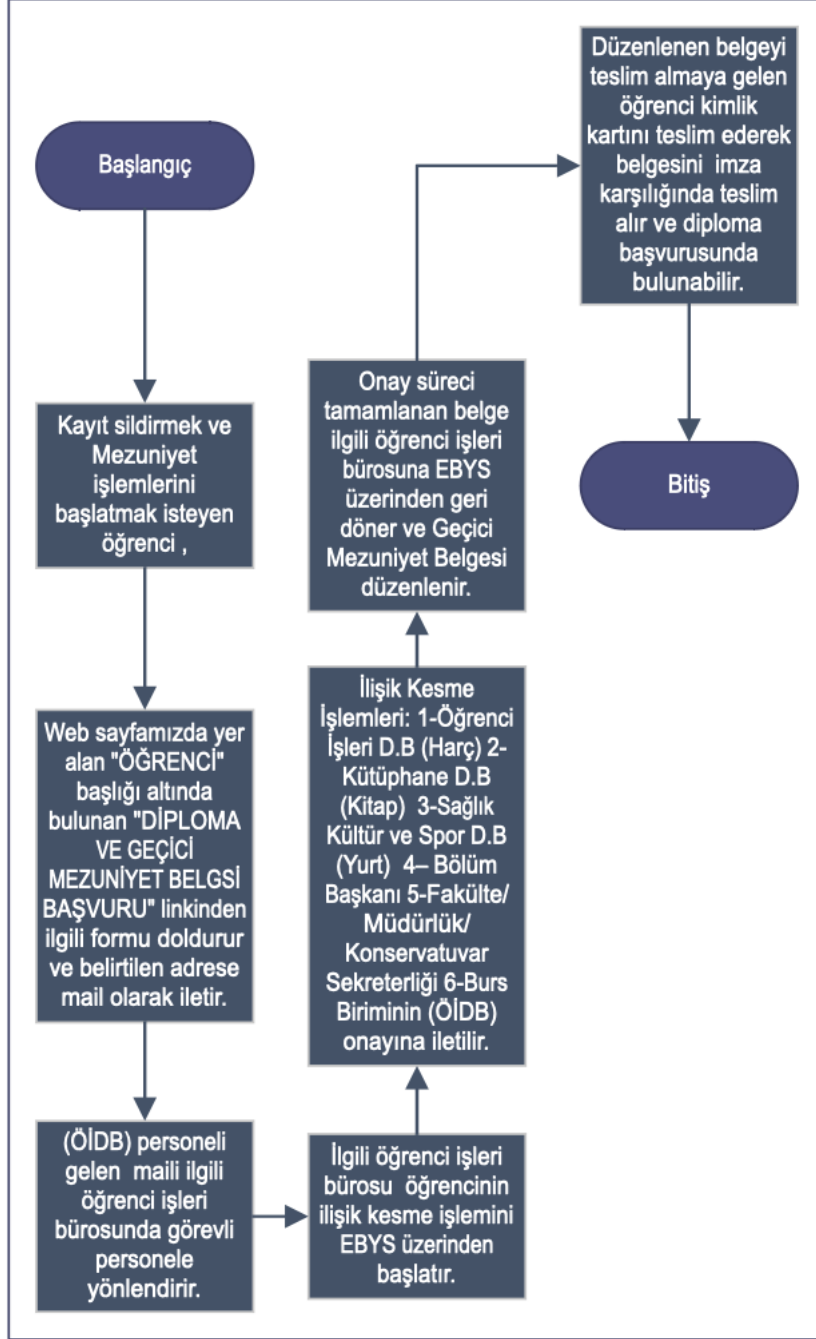 Başlangıç
Kayıt sildirmek ve
Mezuniyet
işlemlerini
başlatmak isteyen
öğrenci ,
Web sayfamızda yer
alan "ÖĞRENCİ"
başlığı altında
bulunan "DİPLOMA
VE GEÇİCİ
MEZUNİYET BELGSİ
BAŞVURU" linkinden
ilgili formu doldurur
ve belirtilen adrese
mail olarak iletir.
(ÖİDB) personeli
gelen  maili ilgili
öğrenci işleri
bürosunda görevli
personele
yönlendirir.
İlgili öğrenci işleri
bürosu  öğrencinin
ilişik kesme işlemini
EBYS üzerinden
başlatır.
İlişik Kesme
İşlemleri: 1-Öğrenci
İşleri D.B (Harç) 2-
Kütüphane D.B
(Kitap)  3-Sağlık
Kültür ve Spor D.B
(Yurt)  4– Bölüm
Başkanı 5-Fakülte/
Müdürlük/
Konservatuvar
Sekreterliği 6-Burs
Biriminin (ÖİDB)
onayına iletilir.
Onay süreci
tamamlanan belge
ilgili öğrenci işleri
bürosuna EBYS
üzerinden geri
döner ve Geçici
Mezuniyet Belgesi
düzenlenir.
Düzenlenen belgeyi
teslim almaya gelen
öğrenci kimlik
kartını teslim ederek
belgesini  imza
karşılığında teslim
alır ve diploma
başvurusunda
bulunabilir.
Bitiş